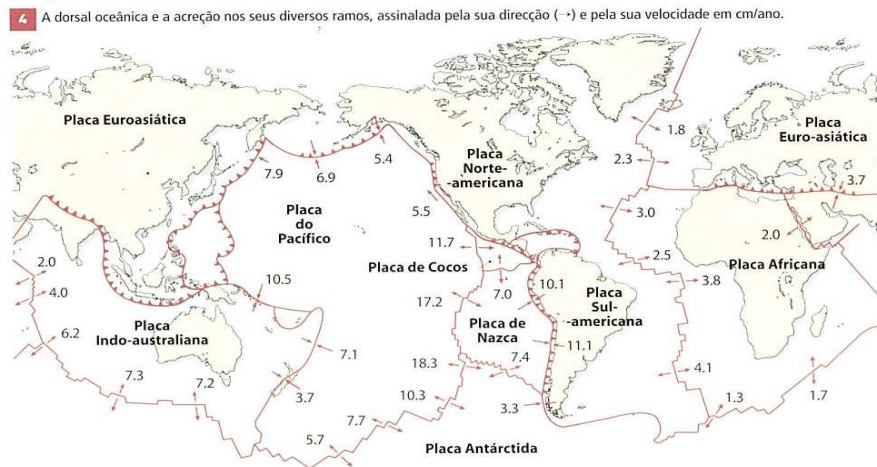 4 A dorsal oceânica e a acreção nos seus diversos ramos, assinalada pela sua direcção (→) e pela sua velocidade em cm/ano.
Placa Euroasiática
Placa
Norte-
-americana
Placa
Euro-asiática
1.8
2.3
3.7
5.4
7.9
6.9
Placa
do
Pacífico
5.5
3.0
2.0
11.7
2.5
Placa Africana
2.0
4.0
Placa de Cocos
7.0
10.1
3.8
10.5
17.2
Placa
Sul-
-americana
Placa
Indo-australiana
6.2
Placa de
Nazca
7.1
11.1
7.4
18.3
4.1
7.3
7.2
3.7
10.3
3.3
1.3
1.7
7.7
5.7
Placa Antárctida